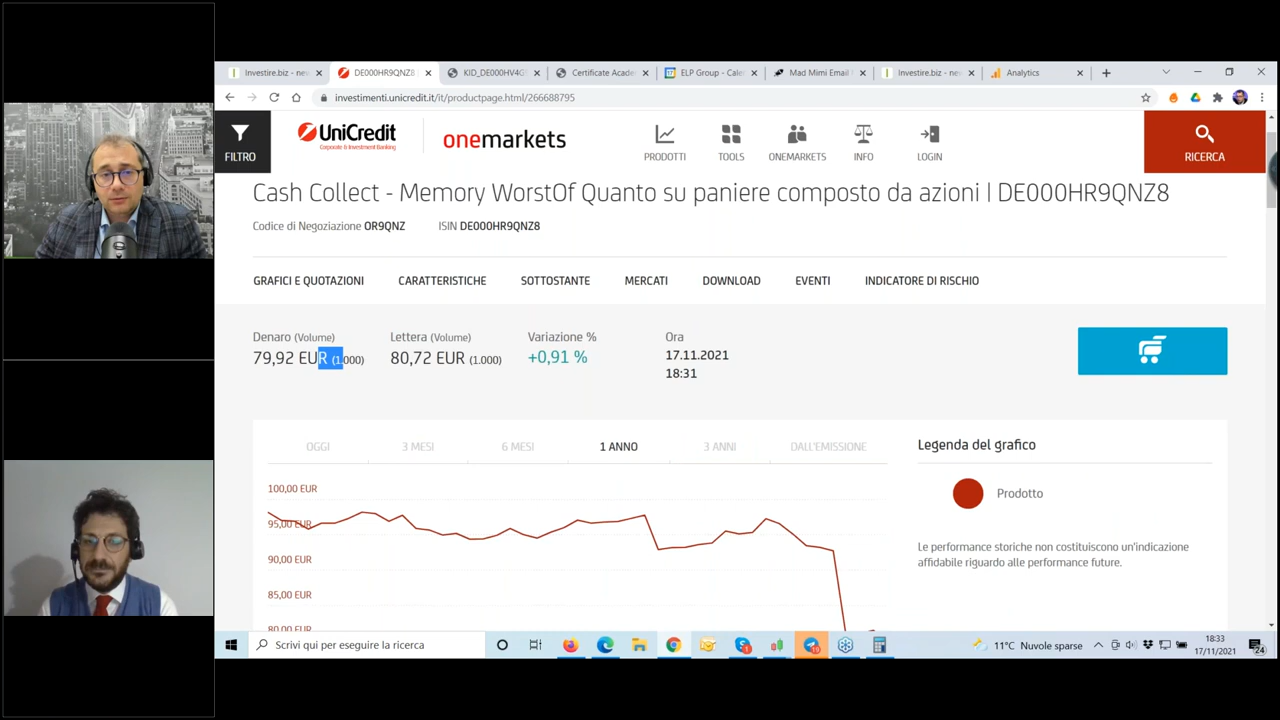 Investire.biz - nev
DE000HR9QNZ8
KID_DE000HV4G
Certificate Acade
ELP Group - Caler
Mad Mimi Email
Investire.biz - nev
Analytics
investimenti.unicredit.it/it/productpage.html/266688795
FILTRO
UniCredit
Corporate & Investment Banking
onemarkets
PRODOTTI
TOOLS
ONEMARKETS
INFO
LOGIN
RICERCA
Cash Collect - Memory WorstOf Quanto su paniere composto da azioni | DE000HR9QNZ8
Codice di Negoziazione OR9QNZ ISIN DE000HR9QNZ8
GRAFICI E QUOTAZIONI CARATTERISTICHE SOTTOSTANTE MERCATI DOWNLOAD EVENTI INDICATORE DI RISCHIO
Denaro (Volume) Lettera (Volume) Variazione % Ora
79,92 EUR (1.000) 80,72 EUR (1.000) +0,91 % 17.11.2021
18:31
OGGI 3 MESI 6 MESI 1 ANNO 3 ANNI DALL'EMISSIONE
Legenda del grafico
100,00 EUR
Prodotto
95,00 EUR
Le performance storiche non costituiscono un'indicazione
affidabile riguardo alle performance future.
90,00 EUR
85,00 EUR
80,00 EUR
Scrivi qui per eseguire la ricerca
11°C Nuvole sparse
18:33
17/11/2021
24